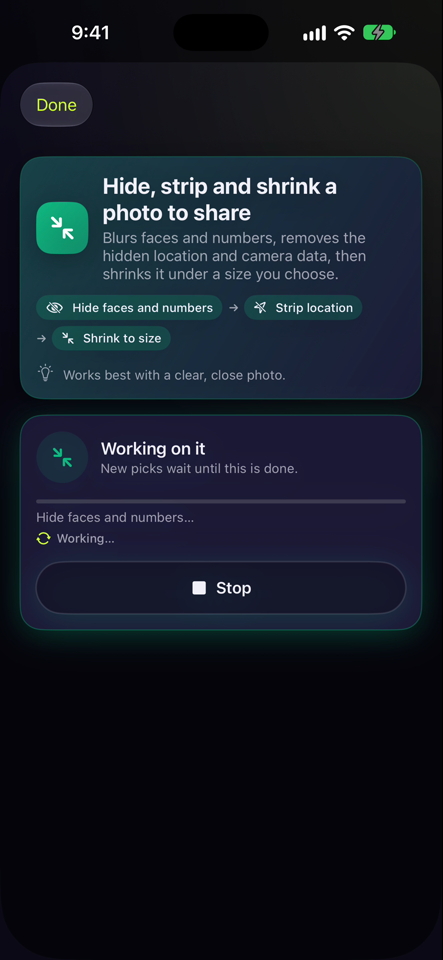 9:41
Done
Hide, strip and shrink a
photo to share
Blurs faces and numbers, removes the
hidden location and camera data, then
shrinks it under a size you choose.
Hide faces and numbers → Strip location
→ Shrink to size
Works best with a clear, close photo.
Working on it
New picks wait until this is done.
Hide faces and numbers...
Working...
Stop